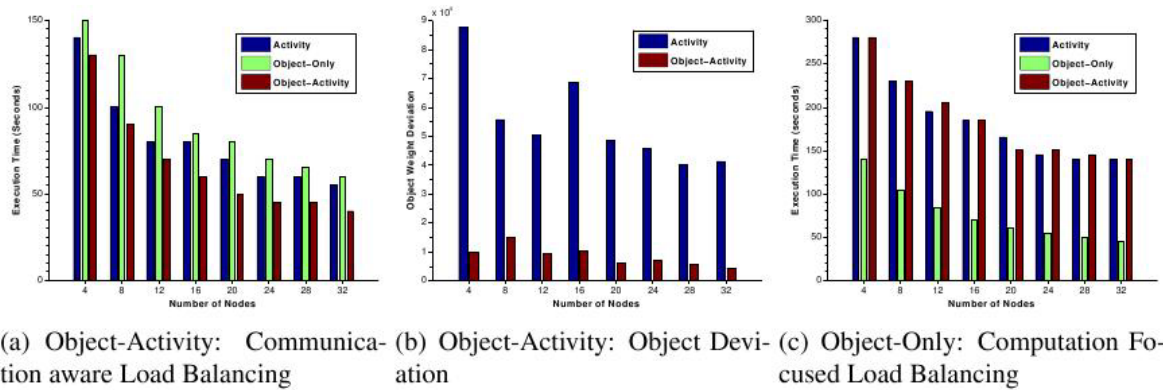 150
100
50
0
Execution Time (Seconds)
Activity
Object-Only
Object-Activity
4 8 12 16 20 24 28 32
Number of Nodes
9
8
7
6
5
4
3
2
1
0
Object Weight Deviation
Activity
Object-Activity
4 8 12 16 20 24 28 32
Number of Nodes
300
250
200
150
100
50
0
Execution Time (seconds)
Activity
Object-Only
Object-Activity
4 8 12 16 20 24 28 32
Number of Nodes
(a) Object-Activity: Communica-
tion aware Load Balancing
(b) Object-Activity: Object Devi-
ation
(c) Object-Only: Computation Fo-
cused Load Balancing